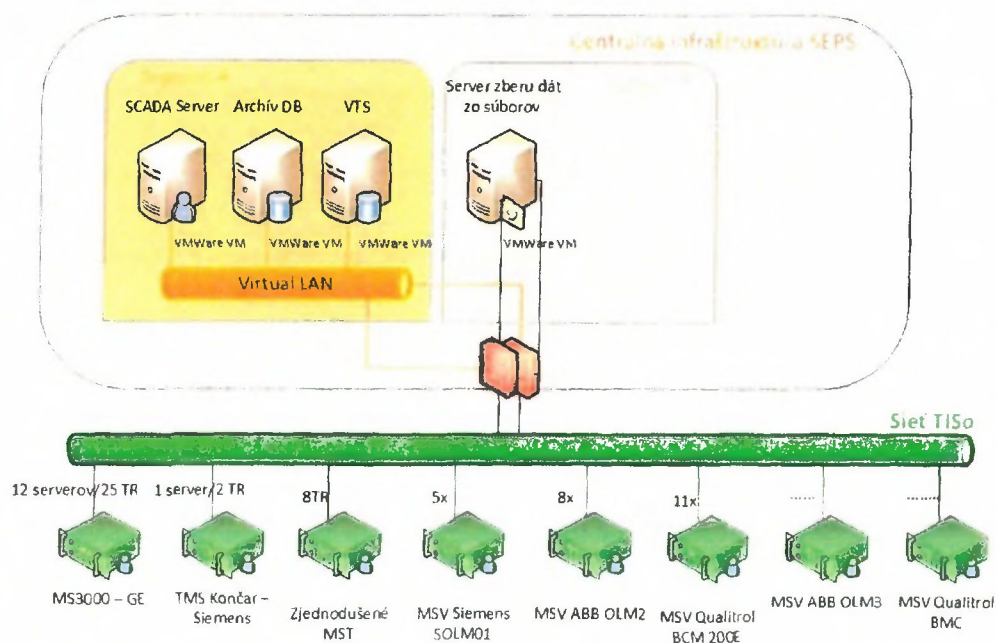 Centrálna infraštruktúra SEPS
SCADA Server
Archív DB
VTS
Server zberu dát
zo súborov
VMWare VM
VMWare VM
VMWare VM
VMWare VM
Virtual LAN
Sieť TISo
12 serverov/25 TR
1 server/2 TR
8TR
5x
8x
11x
........
........
MS3000 – GE
TMS Končar –
Siemens
Zjednodušené
MST
MSV Siemens
SOLM01
MSV ABB OLM2
MSV Qualitrol
BCM 200E
MSV ABB OLM3
MSV Qualitrol
BMC